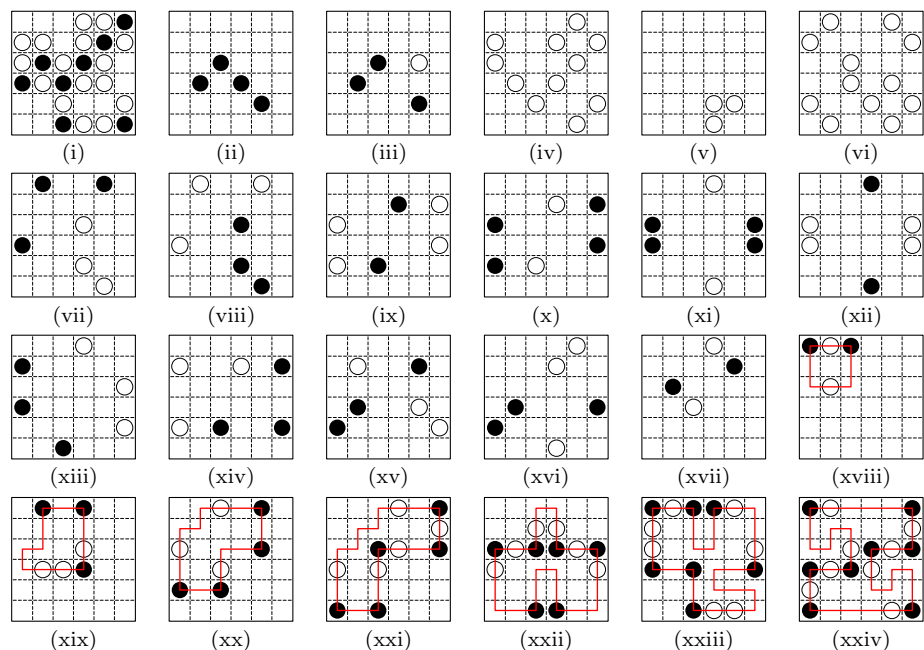 (i) (ii) (iii) (iv) (v) (vi)
(vii) (viii) (ix) (x) (xi) (xii)
(xiii) (xiv) (xv) (xvi) (xvii) (xviii)
(xix) (xx) (xxi) (xxii) (xxiii) (xxiv)